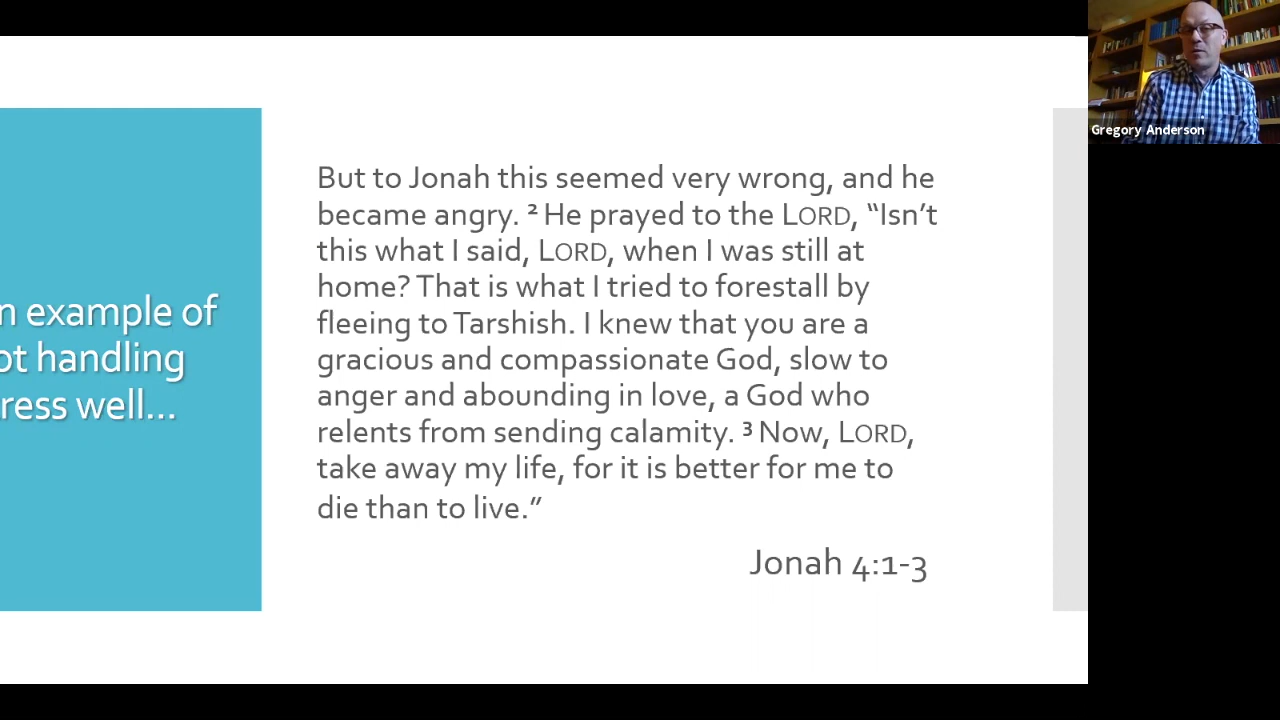 n example of
ot handling
ress well...
But to Jonah this seemed very wrong, and he
became angry. ² He prayed to the LORD, “Isn’t
this what I said, LORD, when I was still at
home? That is what I tried to forestall by
fleeing to Tarshish. I knew that you are a
gracious and compassionate God, slow to
anger and abounding in love, a God who
relents from sending calamity. ³ Now, LORD,
take away my life, for it is better for me to
die than to live.”
Jonah 4:1-3
Gregory Anderson